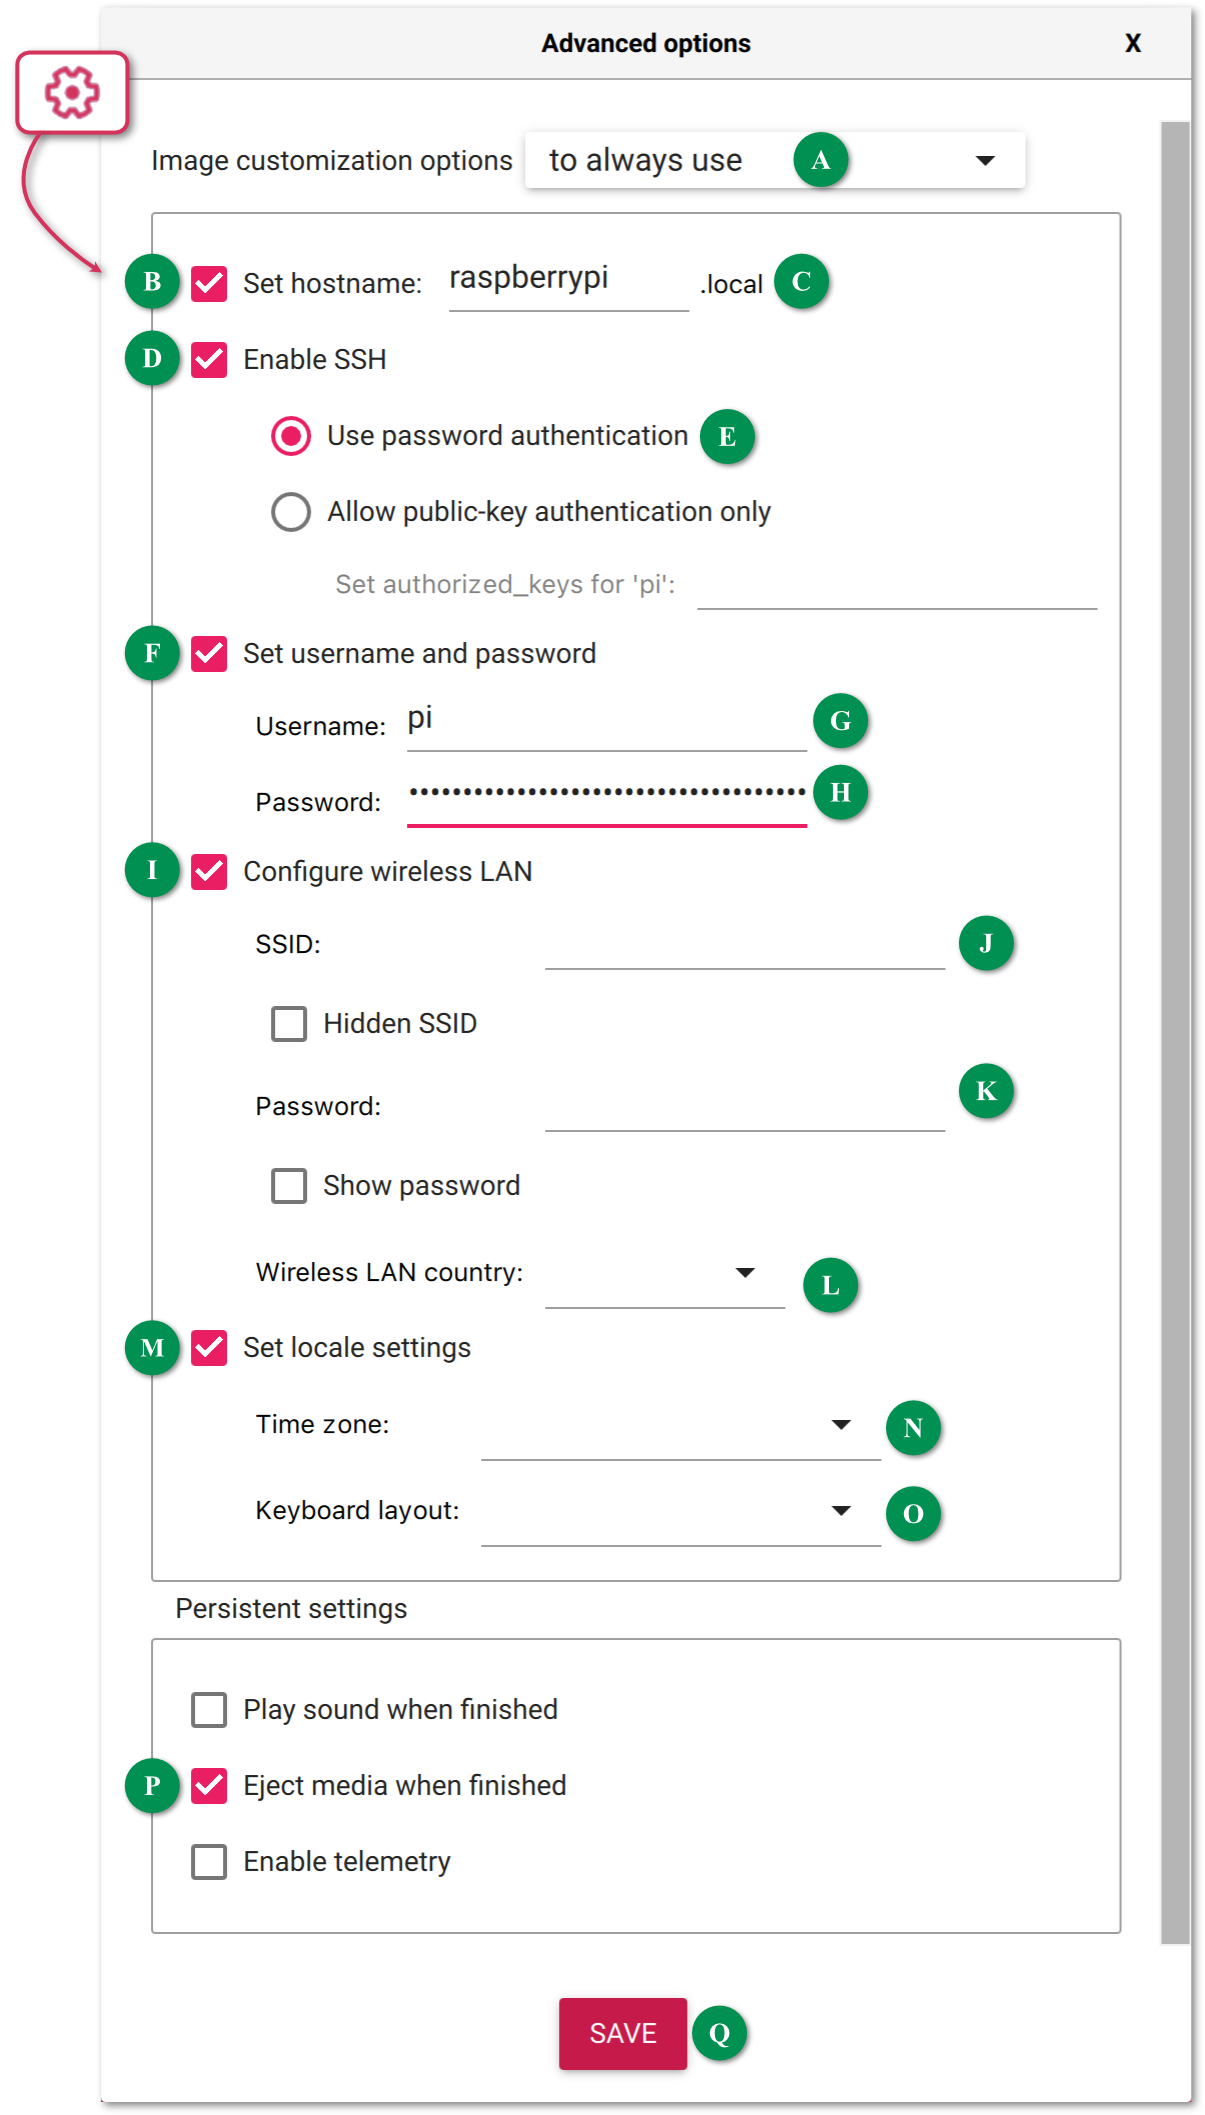 Advanced options X
Image customization options to always use A
B Set hostname: raspberrypi .local C
D Enable SSH
Use password authentication E
Allow public-key authentication only
Set authorized_keys for 'pi':
F Set username and password
Username: pi G
Password: •••••••••••••••••••••••••••••••••••••• H
I Configure wireless LAN
SSID: J
Hidden SSID
Password: K
Show password
Wireless LAN country: L
M Set locale settings
Time zone: N
Keyboard layout: O
Persistent settings
Play sound when finished
P Eject media when finished
Enable telemetry
SAVE Q